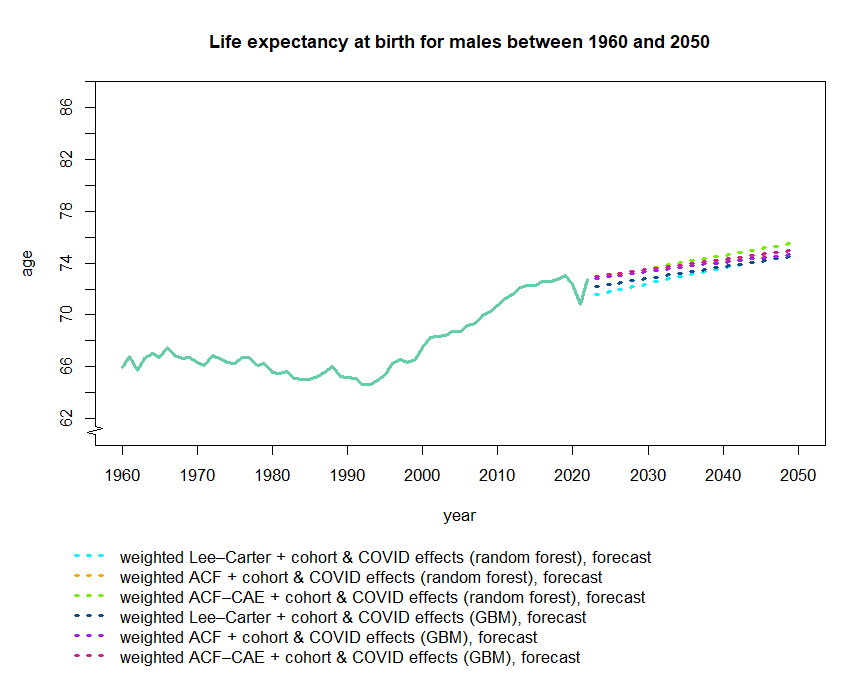 Life expectancy at birth for males between 1960 and 2050
age
86
82
78
74
70
66
62
1960 1970 1980 1990 2000 2010 2020 2030 2040 2050
year
weighted Lee–Carter + cohort & COVID effects (random forest), forecast
weighted ACF + cohort & COVID effects (random forest), forecast
weighted ACF–CAE + cohort & COVID effects (random forest), forecast
weighted Lee–Carter + cohort & COVID effects (GBM), forecast
weighted ACF + cohort & COVID effects (GBM), forecast
weighted ACF–CAE + cohort & COVID effects (GBM), forecast